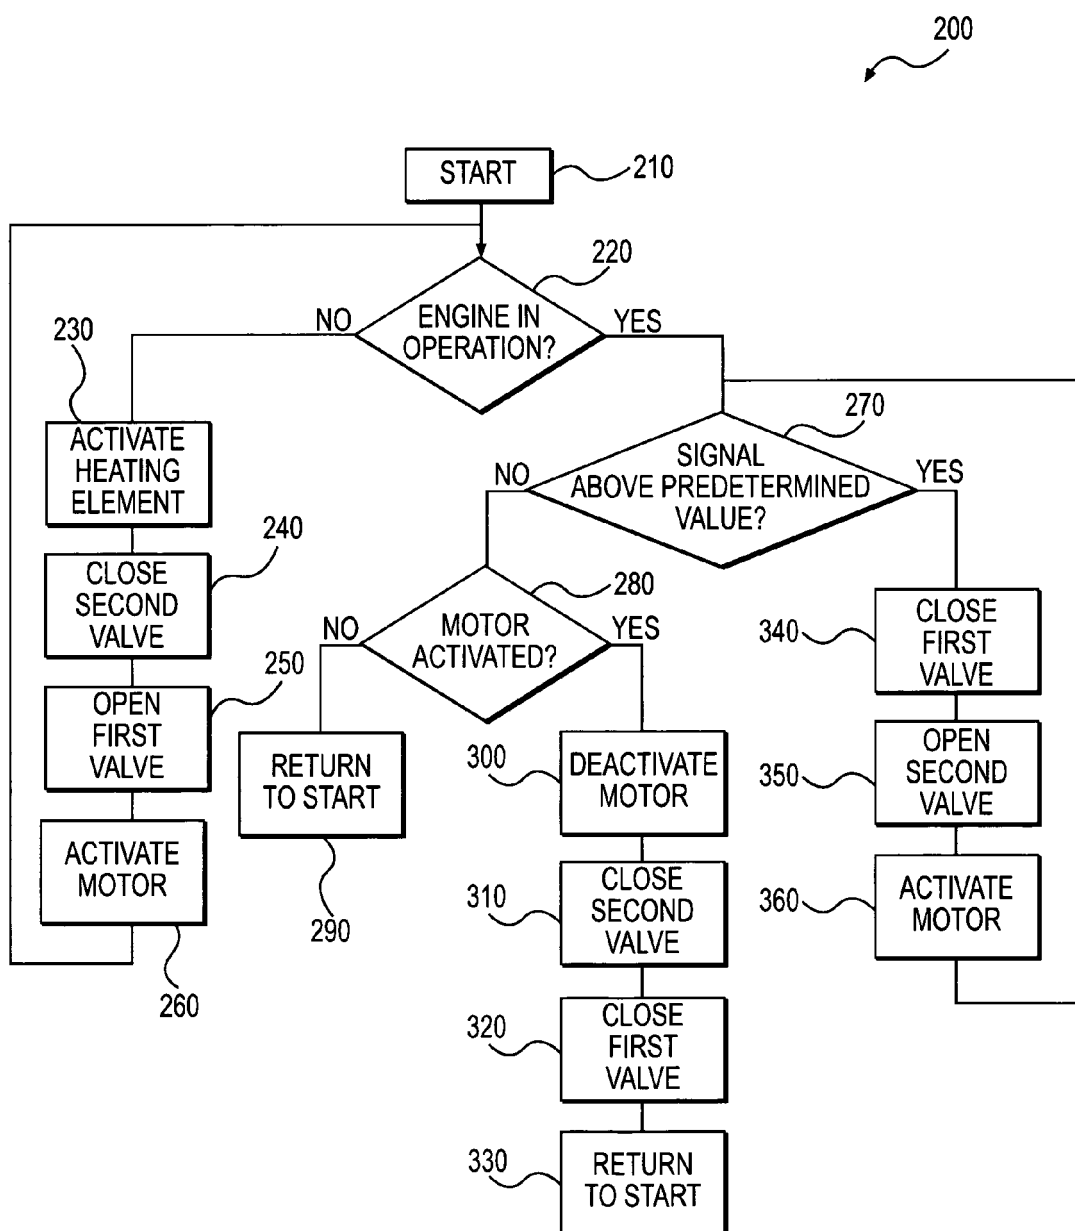 200
START
210
220
NO
ENGINE IN
OPERATION?
YES
230
ACTIVATE
HEATING
ELEMENT
270
NO
SIGNAL
ABOVE PREDETERMINED
VALUE?
YES
240
CLOSE
SECOND
VALVE
280
NO
MOTOR
ACTIVATED?
YES
340
CLOSE
FIRST
VALVE
250
OPEN
FIRST
VALVE
290
RETURN
TO START
300
DEACTIVATE
MOTOR
350
OPEN
SECOND
VALVE
260
ACTIVATE
MOTOR
310
CLOSE
SECOND
VALVE
360
ACTIVATE
MOTOR
320
CLOSE
FIRST
VALVE
330
RETURN
TO START